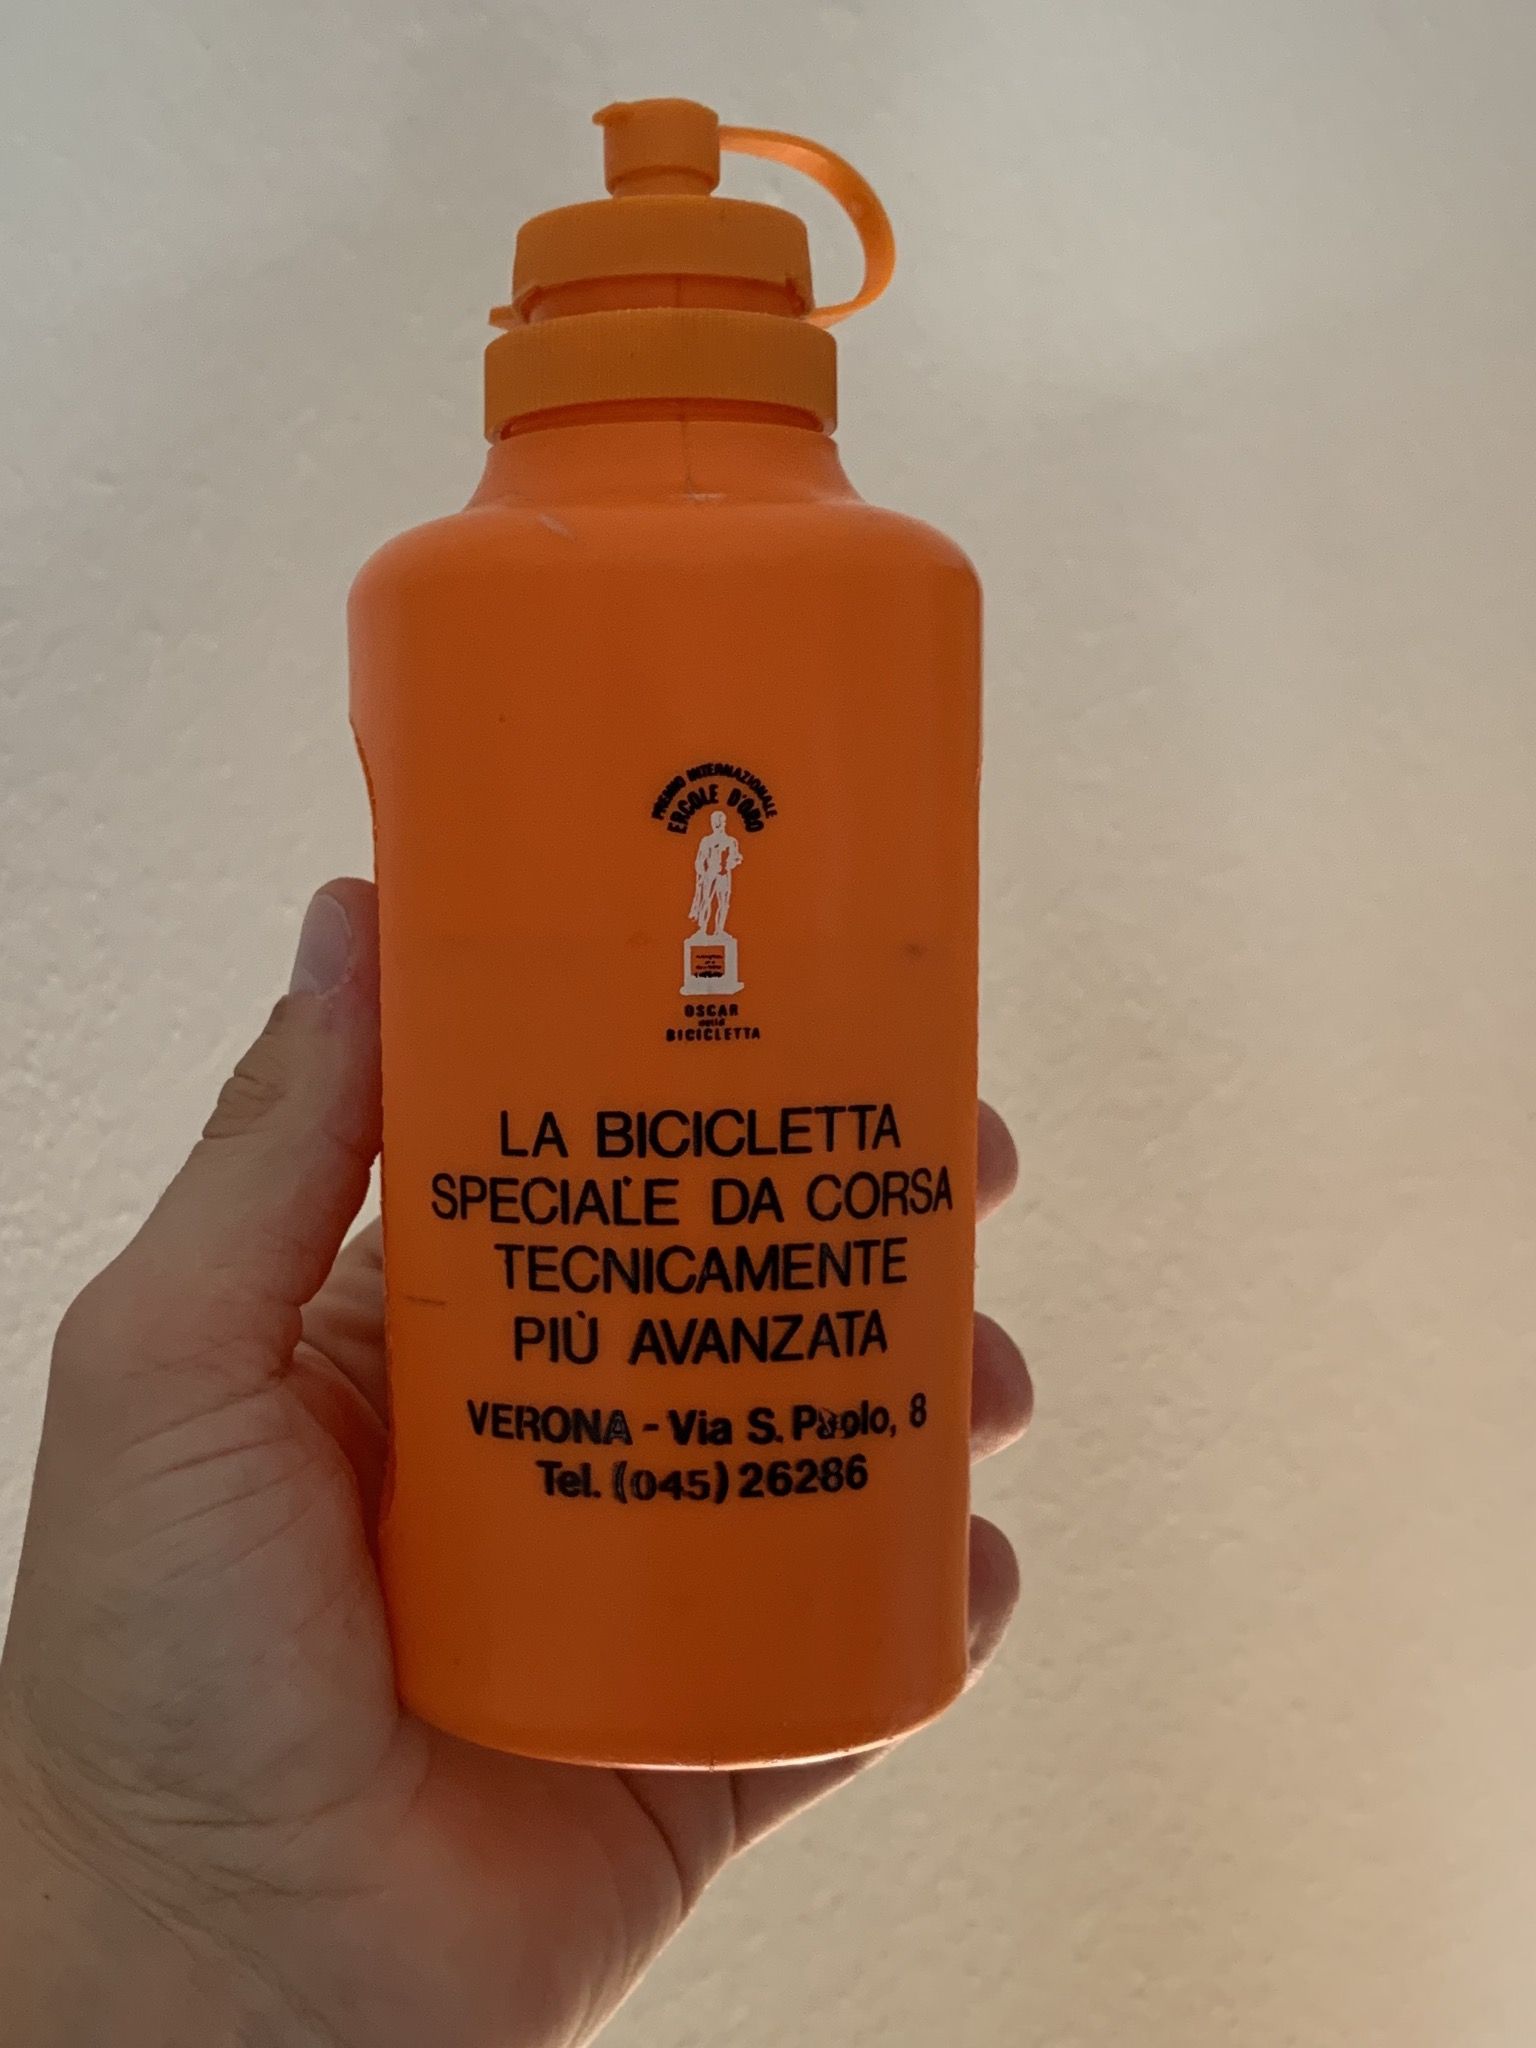 PREMIO INTERNAZIONALE
ERCOLE D'ORO
OSCAR
della
BICICLETTA
LA BICICLETTA
SPECIALE DA CORSA
TECNICAMENTE
PIÙ AVANZATA
VERONA - Via S. Paolo, 8
Tel. (045) 26286